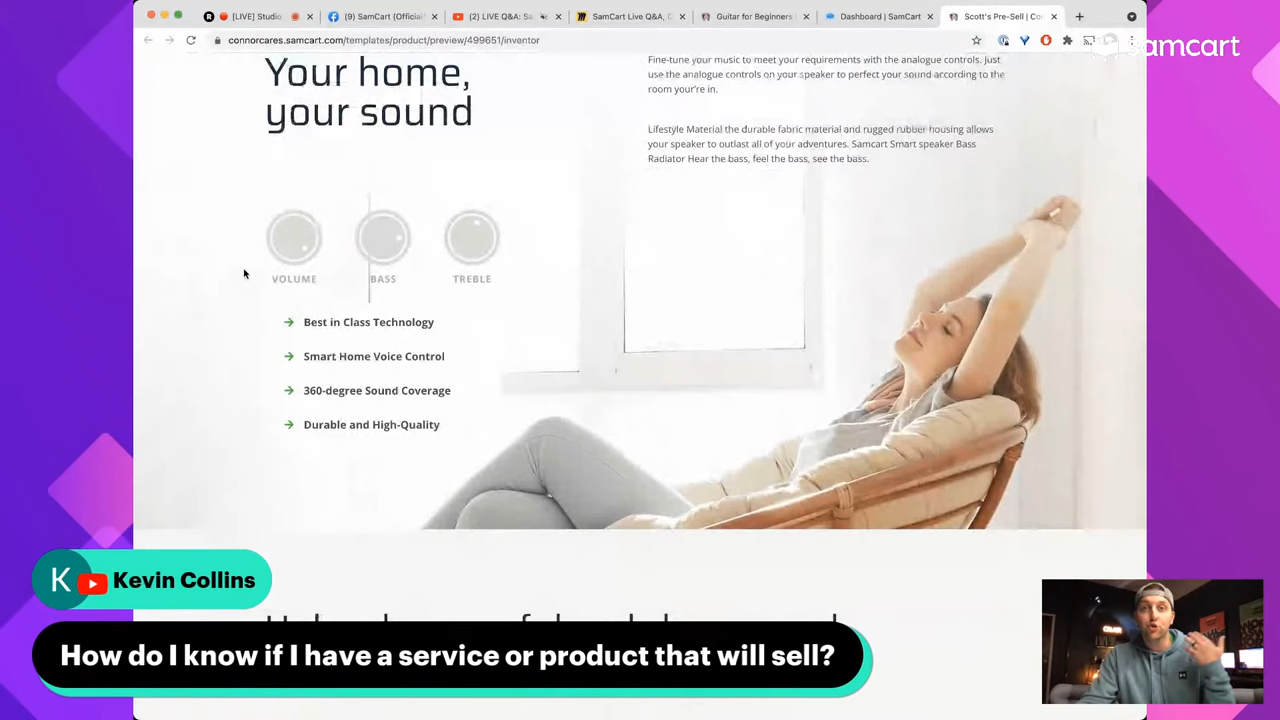 [LIVE] Studio
(9) SamCart (Official
(2) LIVE Q&A: S
SamCart Live Q&A, C
Guitar for Beginners
Dashboard | SamCart
Scott's Pre-Sell | Co
connorcares.samcart.com/templates/product/preview/499651/inventor
samcart
Your home,
your sound
Fine-tune your music to meet your requirements with the analogue controls. Just
use the analogue controls on your speaker to perfect your sound according to the
room your're in.
Lifestyle Material the durable fabric material and rugged rubber housing allows
your speaker to outlast all of your adventures. Samcart Smart speaker Bass
Radiator Hear the bass, feel the bass, see the bass.
VOLUME
BASS
TREBLE
Best in Class Technology
Smart Home Voice Control
360-degree Sound Coverage
Durable and High-Quality
K
Kevin Collins
How do I know if I have a service or product that will sell?